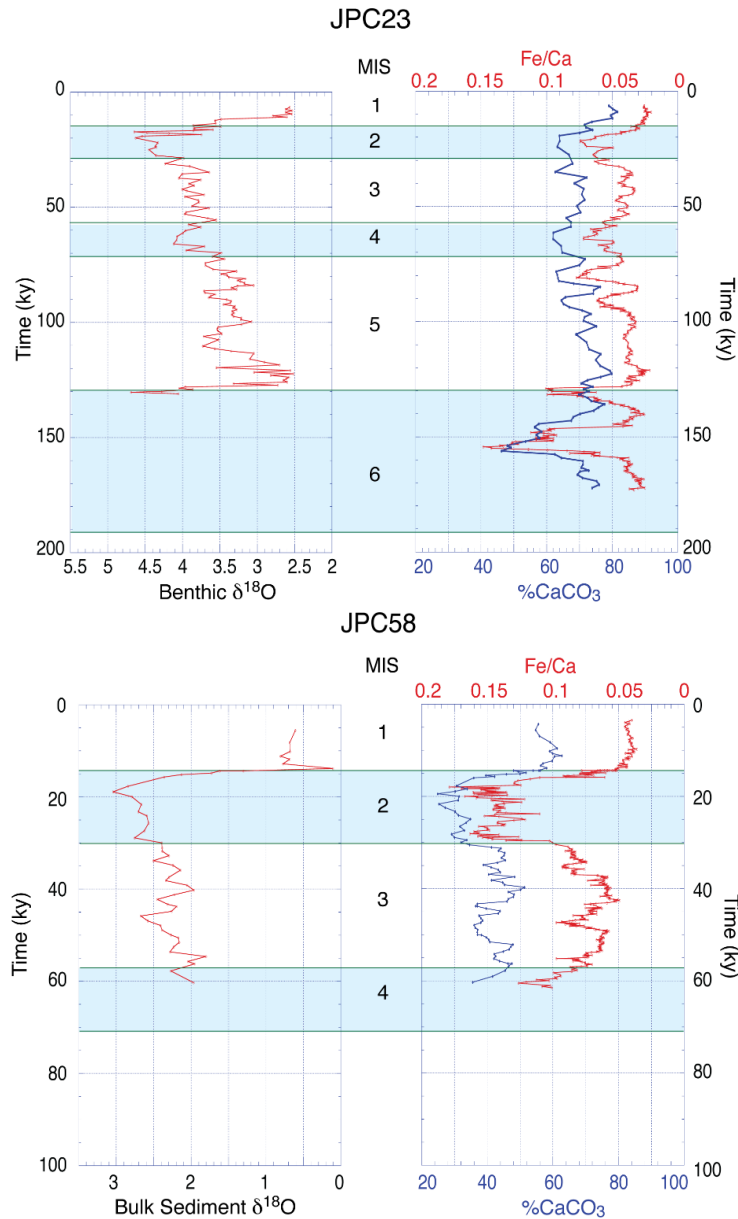 JPC23
MIS
Fe/Ca
0.2 0.15 0.1 0.05 0
0
50
100
150
200
Time (ky)
1
2
3
4
5
6
0
50
100
150
200
Time (ky)
5.5 5 4.5 4 3.5 3 2.5 2
Benthic δ¹⁸O
20 40 60 80 100
%CaCO₃
JPC58
MIS
Fe/Ca
0.2 0.15 0.1 0.05 0
0
20
40
60
80
100
Time (ky)
1
2
3
4
0
20
40
60
80
100
Time (ky)
3 2 1 0
Bulk Sediment δ¹⁸O
20 40 60 80 100
%CaCO₃